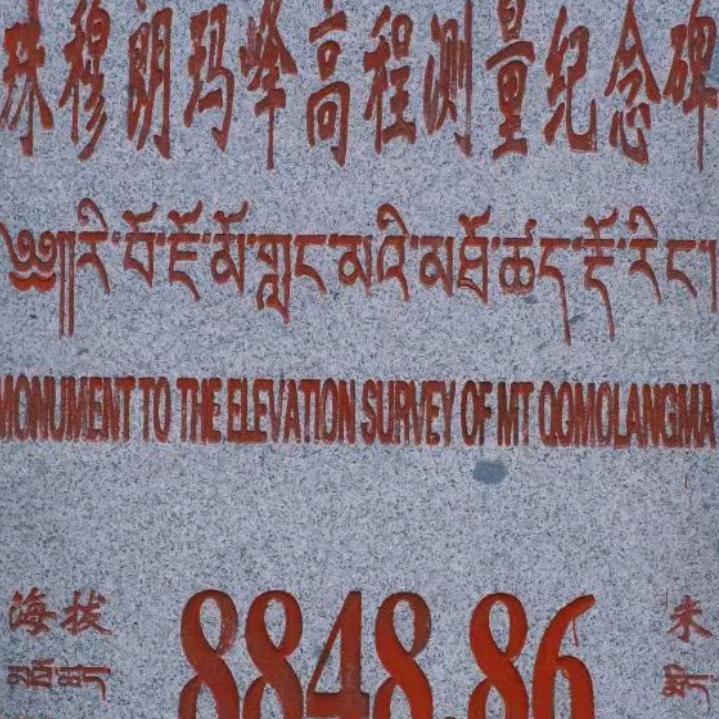 珠穆朗玛峰高程测量纪念碑
༄༅།།རི་བོ་ཇོ་མོ་གླང་མའི་མཐོ་ཚད་རྡོ་རིང་།
MONUMENT TO THE ELEVATION SURVEY OF MT QOMOLANGMA
海拔 8848.86 米